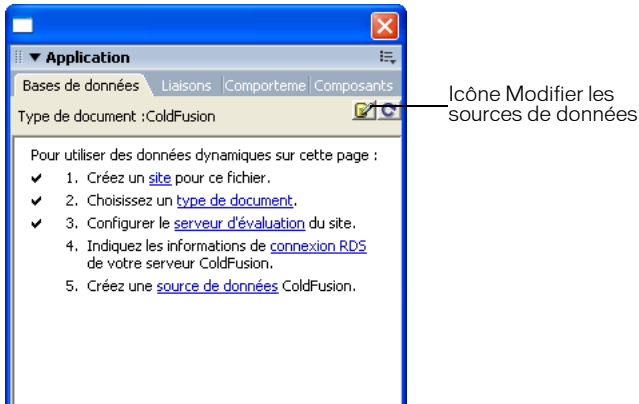 Application
Bases de données Liaisons Comporteme Composants
Type de document :ColdFusion
Icône Modifier les
sources de données
Pour utiliser des données dynamiques sur cette page :
1. Créez un site pour ce fichier.
2. Choisissez un type de document.
3. Configurer le serveur d'évaluation du site.
4. Indiquez les informations de connexion RDS
de votre serveur ColdFusion.
5. Créez une source de données ColdFusion.